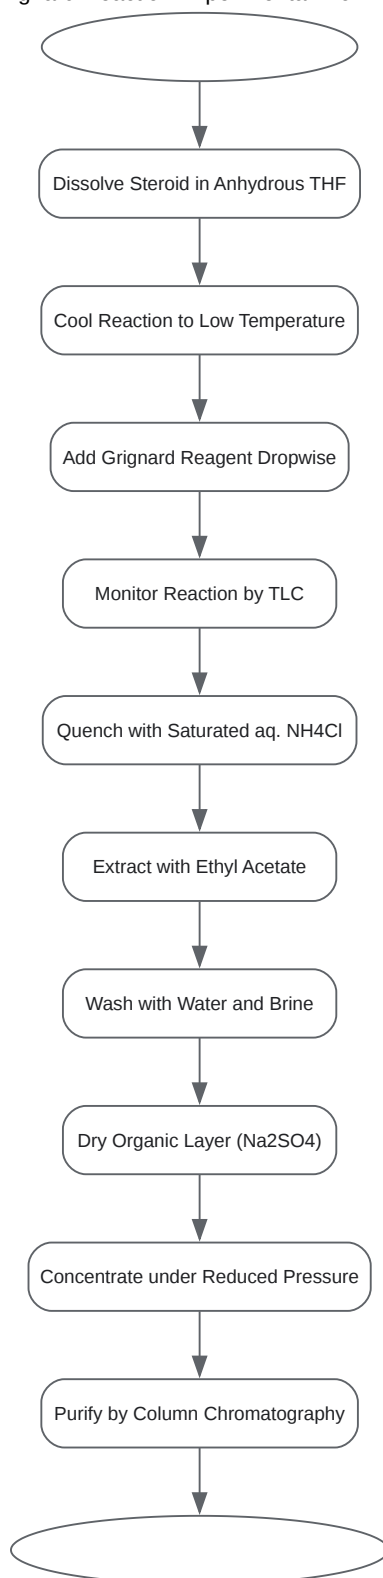 Dissolve Steroid in Anhydrous THF
Cool Reaction to Low Temperature
Add Grignard Reagent Dropwise
Monitor Reaction by TLC
Quench with Saturated aq. NH4Cl
Extract with Ethyl Acetate
Wash with Water and Brine
Dry Organic Layer (Na2SO4)
Concentrate under Reduced Pressure
Purify by Column Chromatography